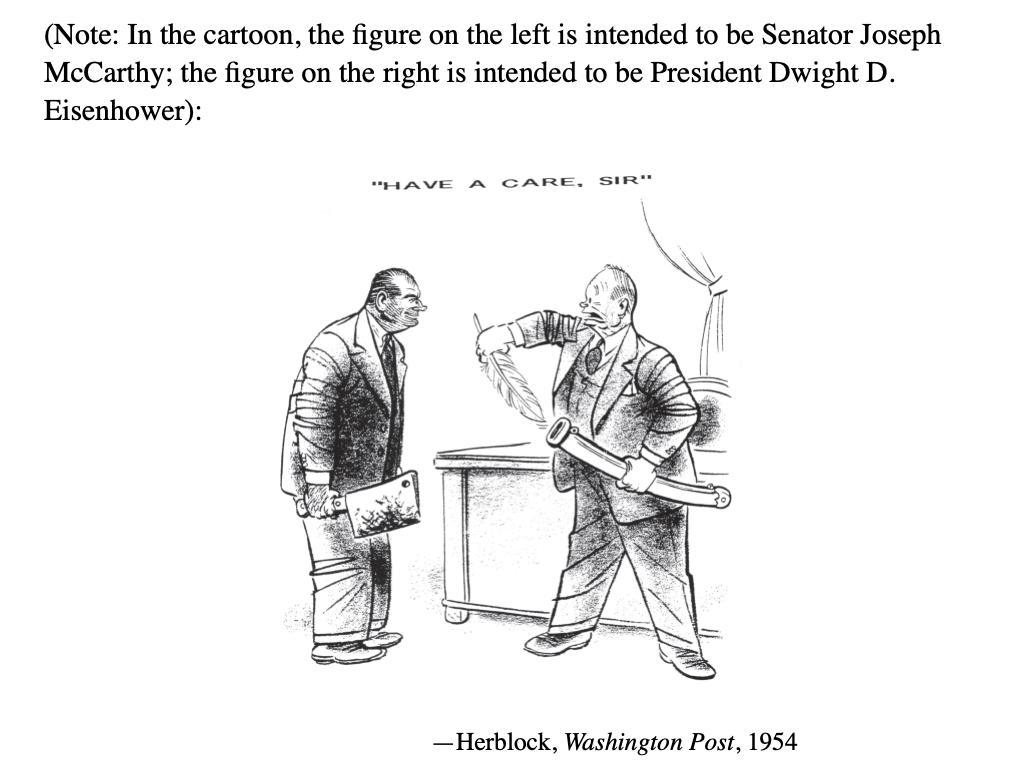 (Note: In the cartoon, the figure on the left is intended to be Senator Joseph
McCarthy; the figure on the right is intended to be President Dwight D.
Eisenhower):
"HAVE A CARE, SIR"
—Herblock, Washington Post, 1954